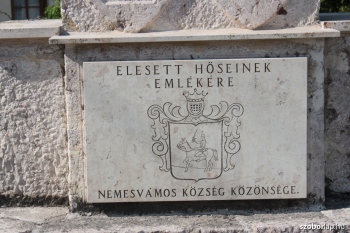 ELESETT HŐSEINEK
EMLÉKÉRE
NEMESVÁMOS KÖZSÉG KÖZÖNSÉGE.
szoborlap.hu